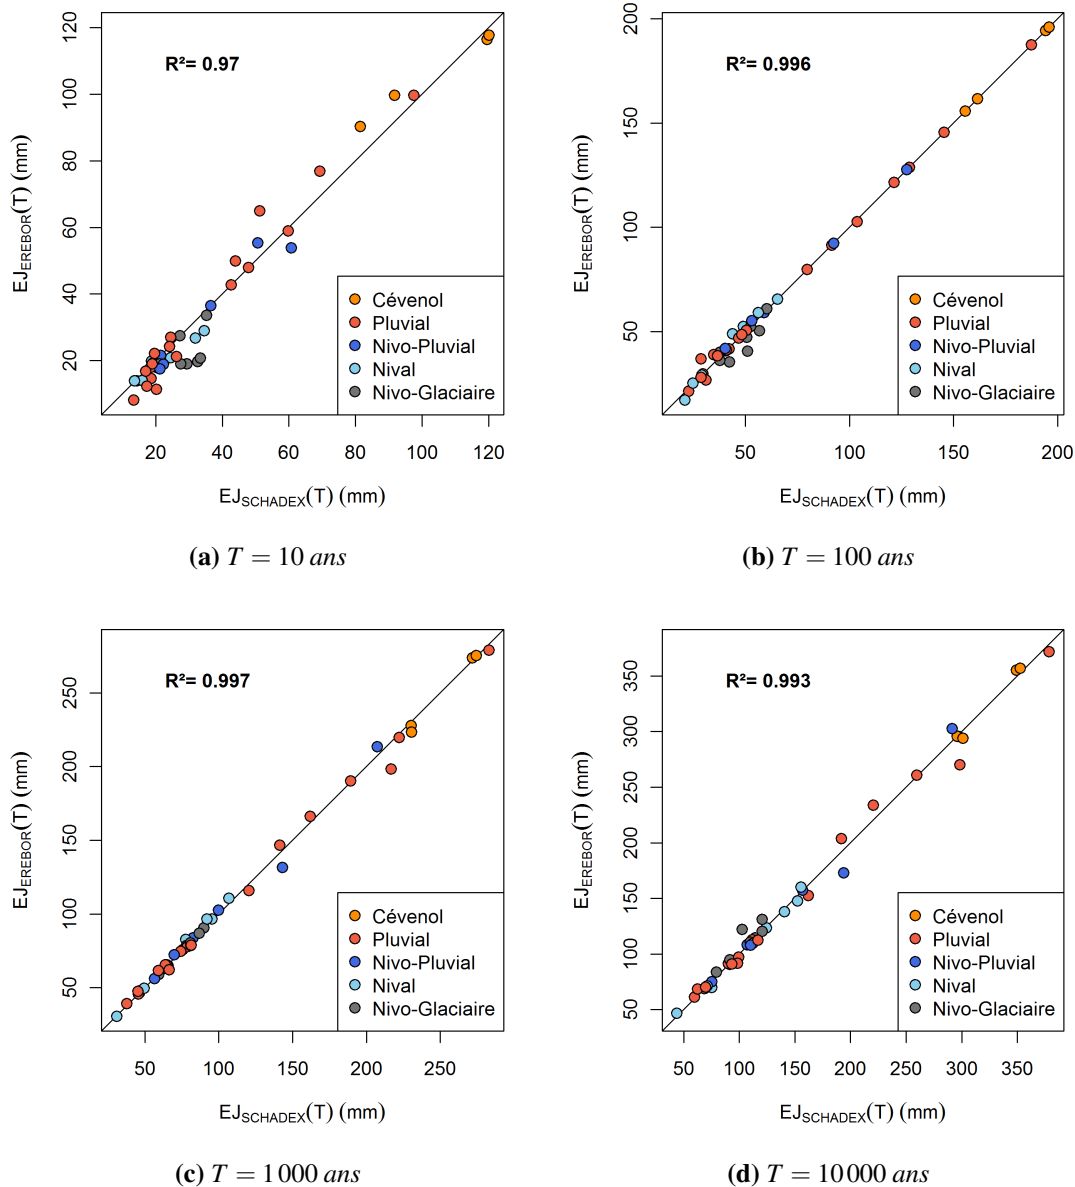 R²= 0.97
EJEREBOR(T) (mm)
120
100
80
60
40
20
Cévenol
Pluvial
Nivo-Pluvial
Nival
Nivo-Glaciaire
20 40 60 80 100 120
EJSCHADEX(T) (mm)
(a) T = 10 ans
R²= 0.996
EJEREBOR(T) (mm)
200
150
100
50
Cévenol
Pluvial
Nivo-Pluvial
Nival
Nivo-Glaciaire
50 100 150 200
EJSCHADEX(T) (mm)
(b) T = 100 ans
R²= 0.997
EJEREBOR(T) (mm)
250
200
150
100
50
Cévenol
Pluvial
Nivo-Pluvial
Nival
Nivo-Glaciaire
50 100 150 200 250
EJSCHADEX(T) (mm)
(c) T = 1000 ans
R²= 0.993
EJEREBOR(T) (mm)
350
300
250
200
150
100
50
Cévenol
Pluvial
Nivo-Pluvial
Nival
Nivo-Glaciaire
50 100 150 200 250 300 350
EJSCHADEX(T) (mm)
(d) T = 10000 ans